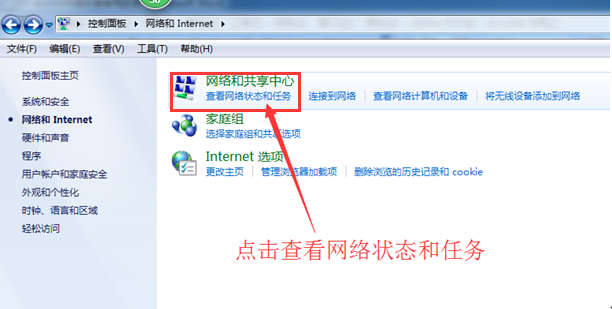 控制面板 ▸ 网络和 Internet ▸
文件(F) 编辑(E) 查看(V) 工具(T) 帮助(H)
控制面板主页
系统和安全
网络和 Internet
硬件和声音
程序
用户帐户和家庭安全
外观和个性化
时钟、语言和区域
轻松访问
网络和共享中心
查看网络状态和任务 连接到网络 查看网络计算机和设备 将无线设备添加到网络
家庭组
选择家庭组和共享选项
Internet 选项
更改主页 管理浏览器加载项 删除浏览的历史记录和 cookie
点击查看网络状态和任务